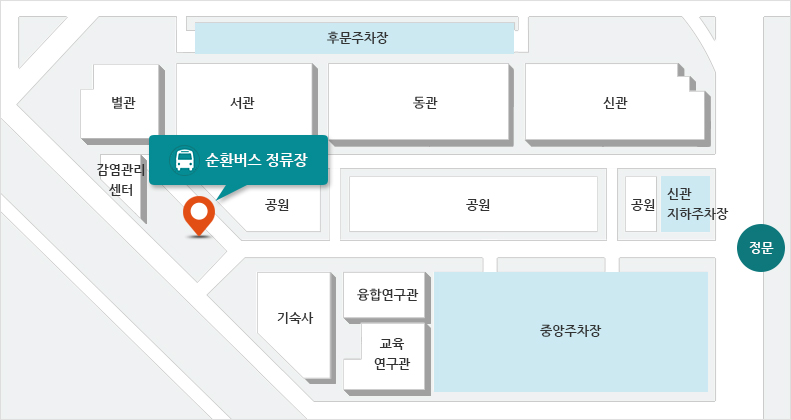 후문주차장
별관
서관
동관
신관
순환버스 정류장
감염관리
센터
공원
공원
공원
신관
지하주차장
정문
기숙사
융합연구관
교육
연구관
중앙주차장